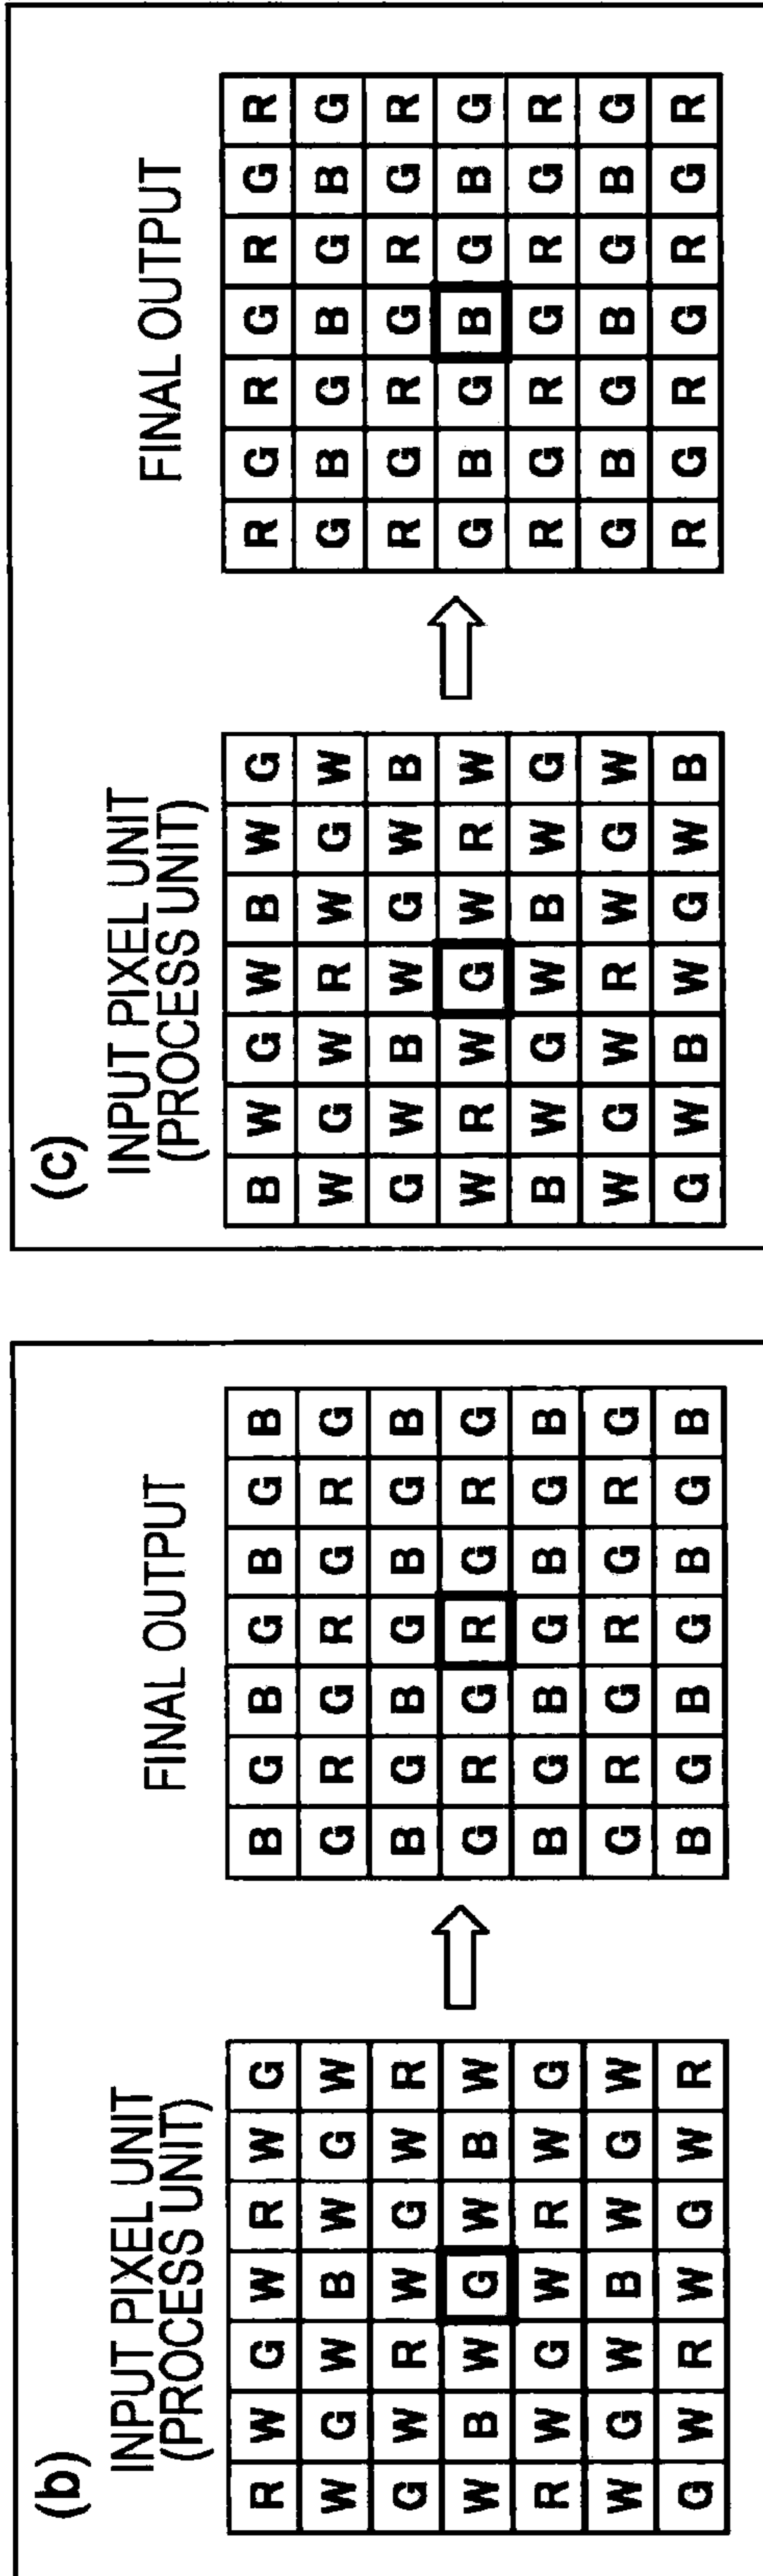 (b)
INPUT PIXEL UNIT
(PROCESS UNIT)
R W G W R W G
W G W B W G W
G W R W G W R
W B W G W B W
R W G W R W G
W G W B W G W
G W R W G W R
FINAL OUTPUT
B G B G B G B
G R G R G R G
B G B G B G B
G R G R G R G
B G B G B G B
G R G R G R G
B G B G B G B
(c)
INPUT PIXEL UNIT
(PROCESS UNIT)
B W G W B W G
W G W R W G W
G W B W G W B
W R W G W R W
B W G W B W G
W G W R W G W
G W B W G W B
FINAL OUTPUT
R G R G R G R
G B G B G B G
R G R G R G R
G B G B G B G
R G R G R G R
G B G B G B G
R G R G R G R